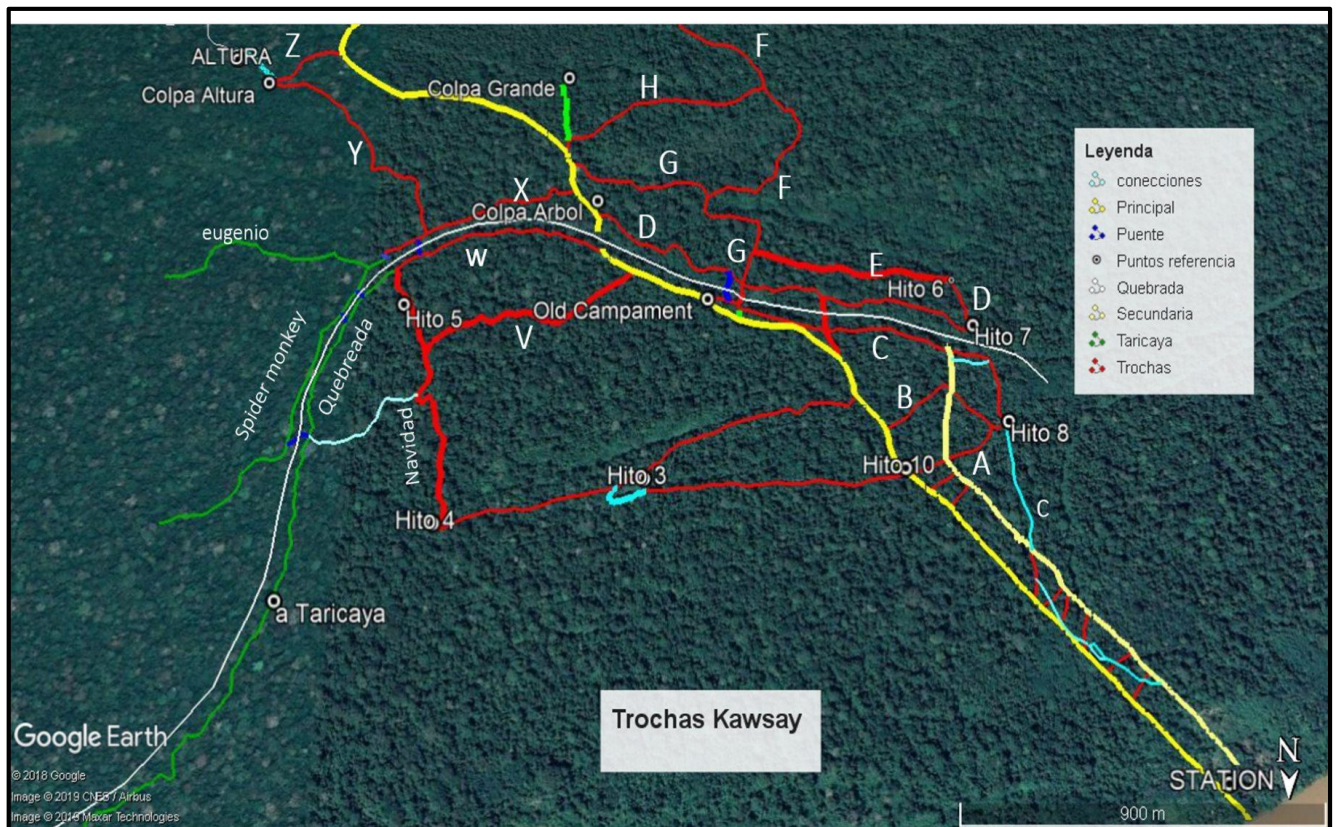 ALTURA
Z
F
Colpa Altura
Colpa Grande
H
Y
G
F
X
Colpa Arbol
D
eugenio
w
G
E
Hito 6
D
Hito 5
Old Campament
Hito 7
V
C
Spider monkey
Quebreada
Navidad
B
Hito 8
Hito 3
Hito 10
A
Hito 4
C
a Taricaya
Leyenda
conecciones
Principal
Puente
Puntos referencia
Quebrada
Secundaria
Taricaya
Trochas
Trochas Kawsay
Google Earth
© 2018 Google
Image © 2019 CNES / Airbus
Image © 2019 Maxar Technologies
N
STATION
900 m